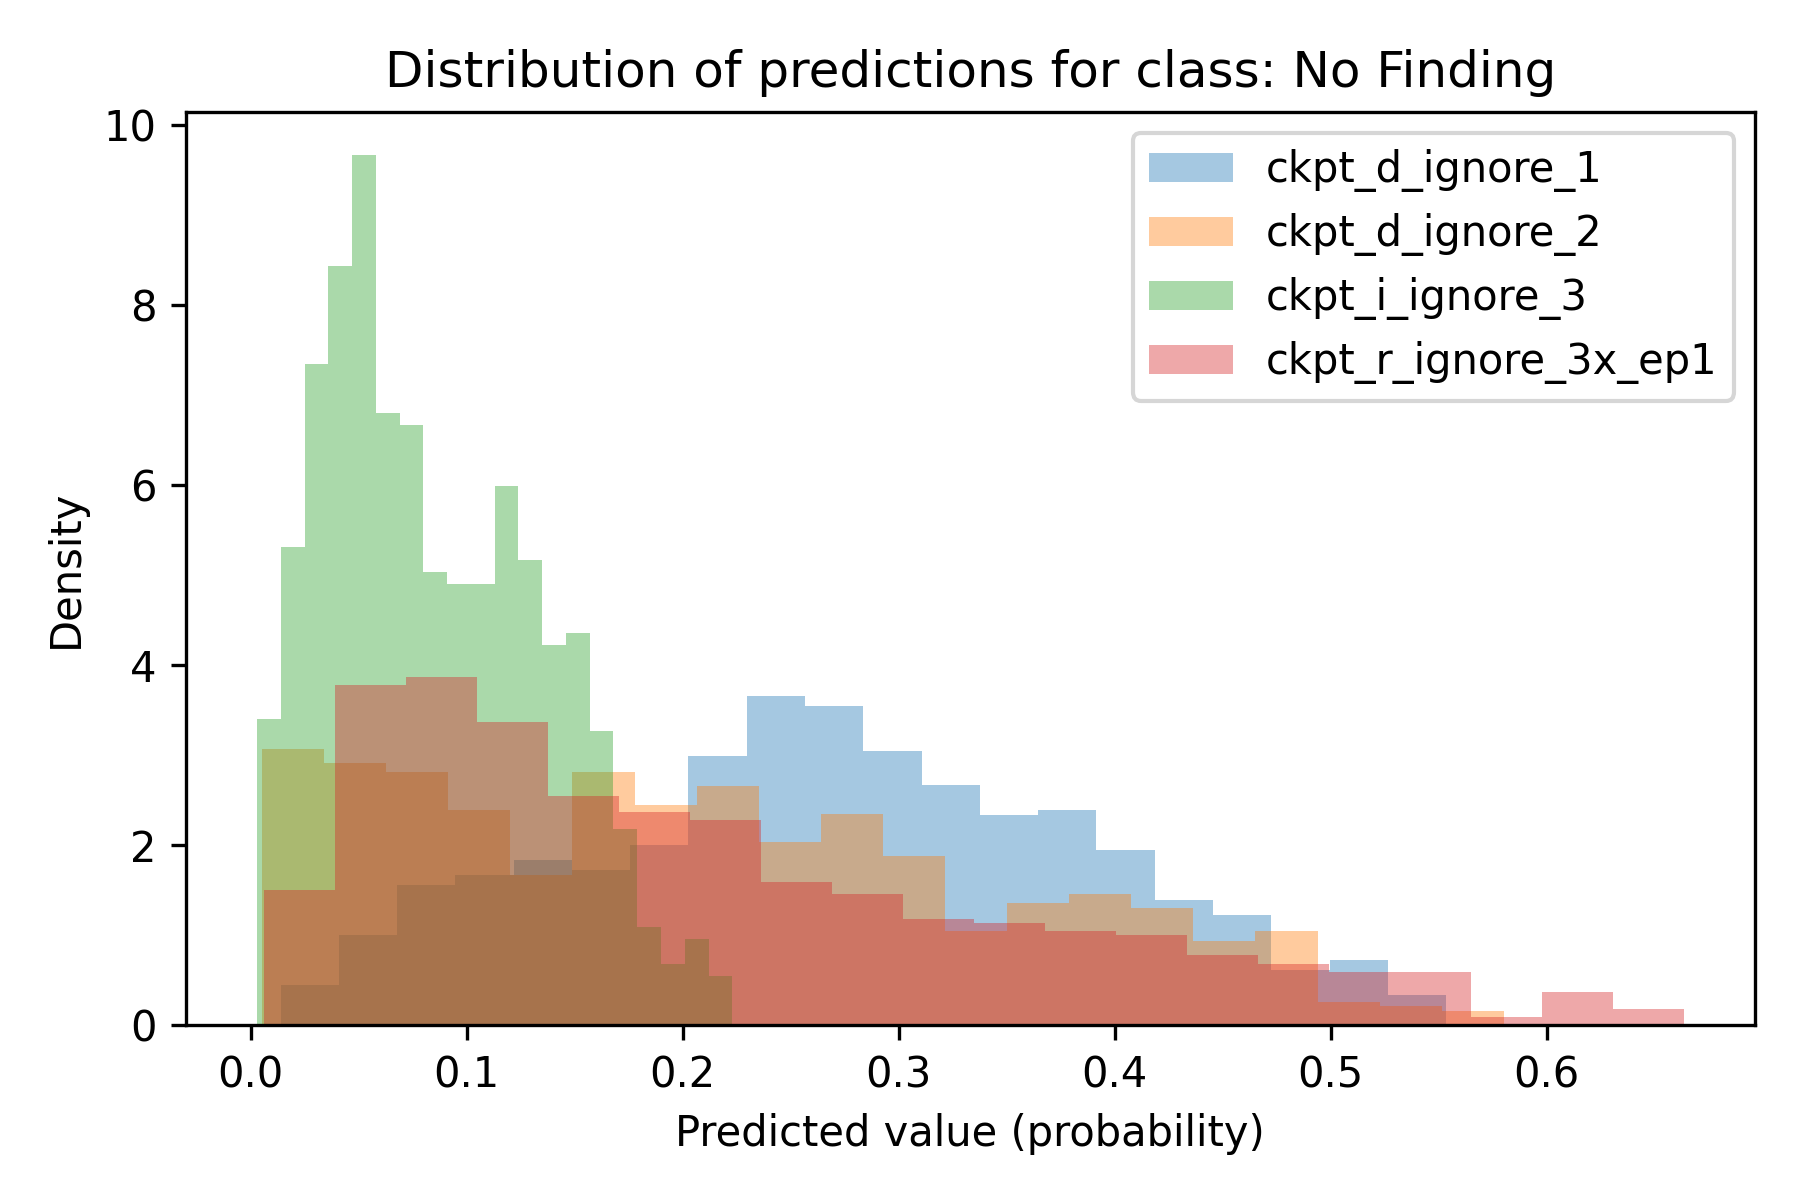 Distribution of predictions for class: No Finding
10
8
6
4
2
0
Density
ckpt_d_ignore_1
ckpt_d_ignore_2
ckpt_i_ignore_3
ckpt_r_ignore_3x_ep1
0.0 0.1 0.2 0.3 0.4 0.5 0.6
Predicted value (probability)